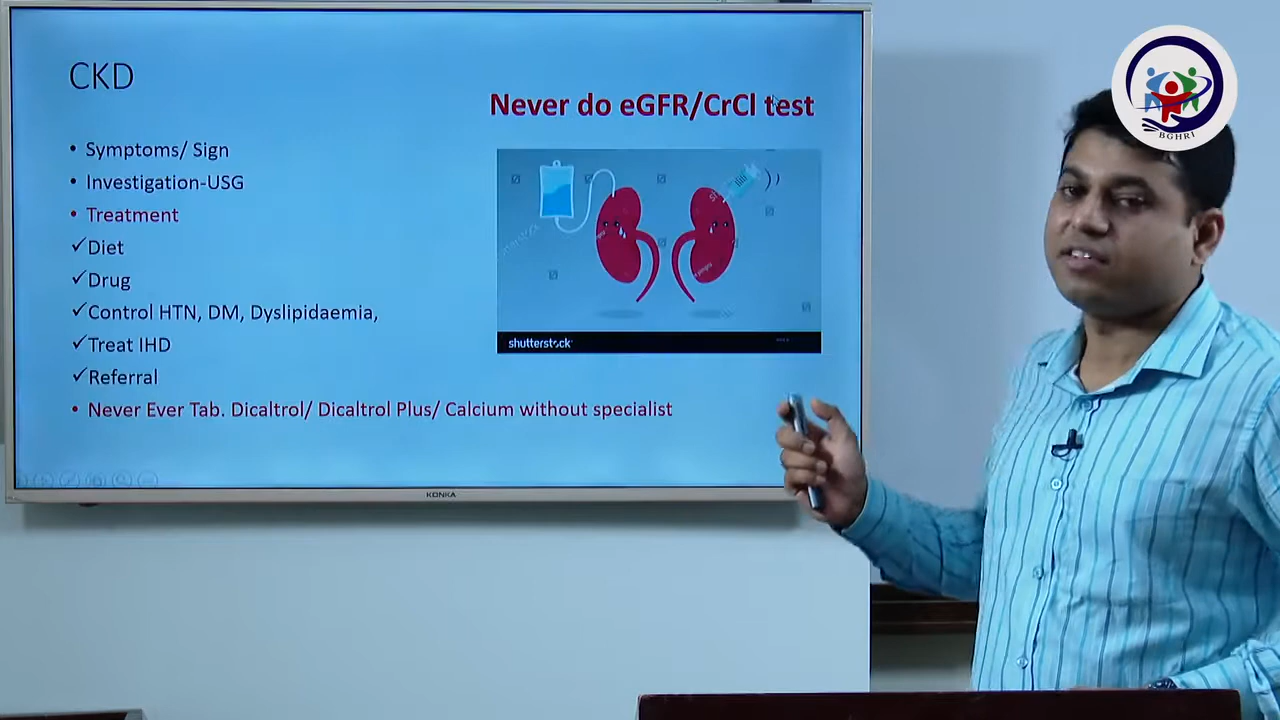 CKD
Never do eGFR/CrCl test
• Symptoms/ Sign
• Investigation-USG
• Treatment
✓Diet
✓Drug
✓Control HTN, DM, Dyslipidaemia,
✓Treat IHD
✓Referral
• Never Ever Tab. Dicaltrol/ Dicaltrol Plus/ Calcium without specialist
shutterstock
KONKA
BGHRI